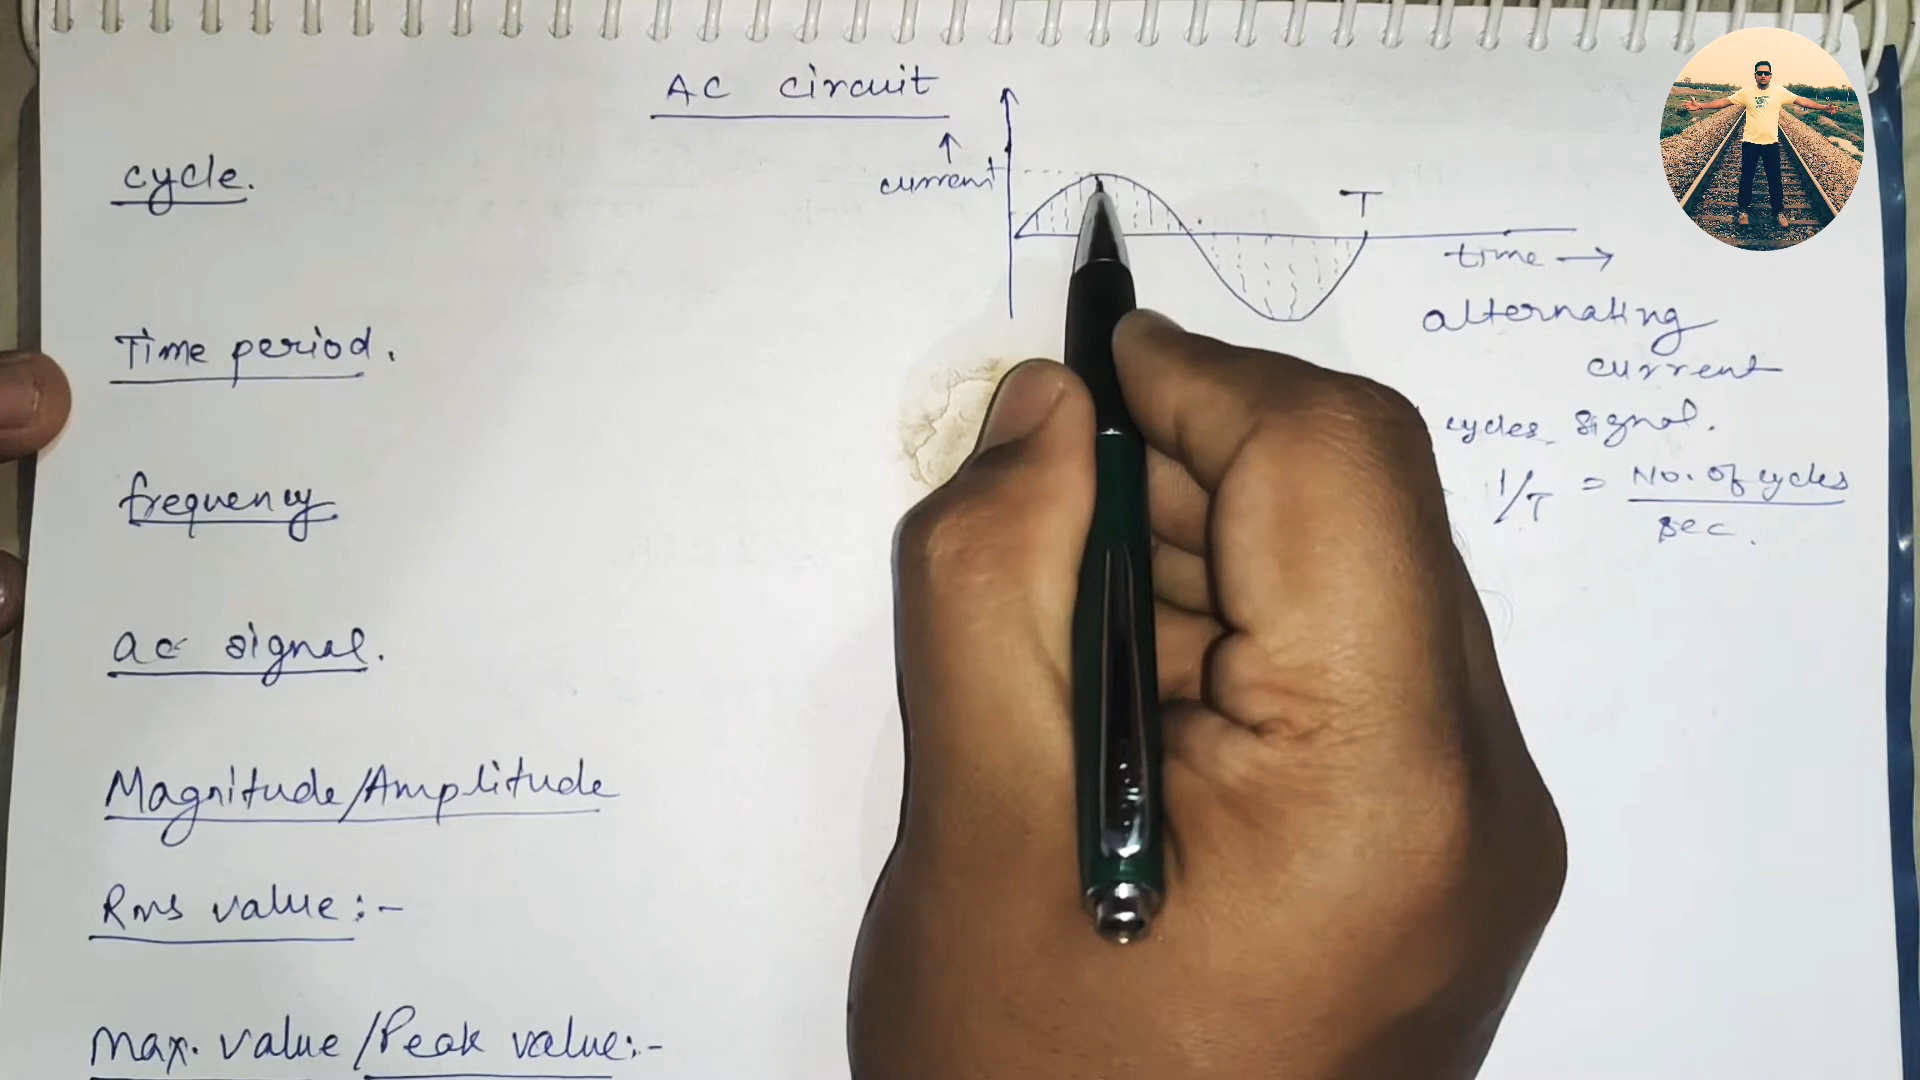 AC circuit
cycle.
current
T
time →
Time period.
alternating
current
cycles signal.
frequency
1/T = No. of cycles
sec.
ac signal.
Magnitude/Amplitude
Rms value:-
Max. value/Peak value:-